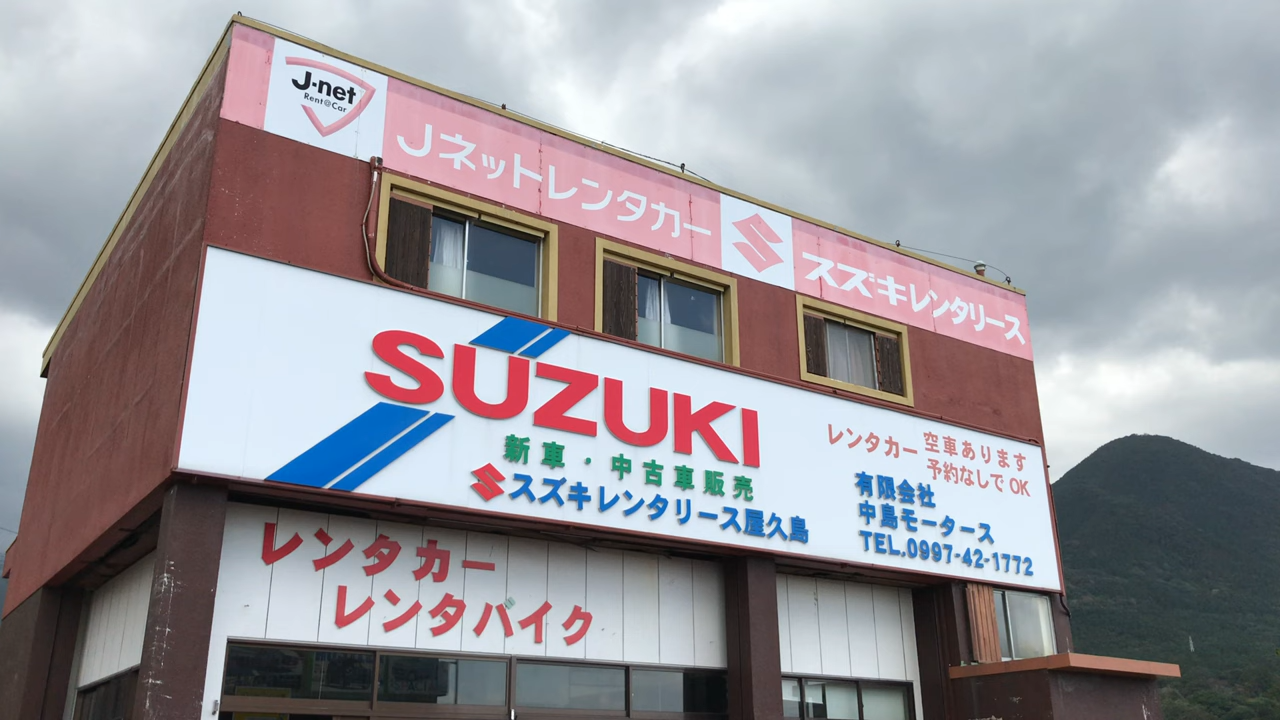 J-net
Rent@Car
Jネットレンタカー
スズキレンタリース
SUZUKI
新車・中古車販売
スズキレンタリース屋久島
レンタカー 空車あります
予約なしでOK
有限会社
中島モータース
TEL.0997-42-1772
レンタカー
レンタバイク